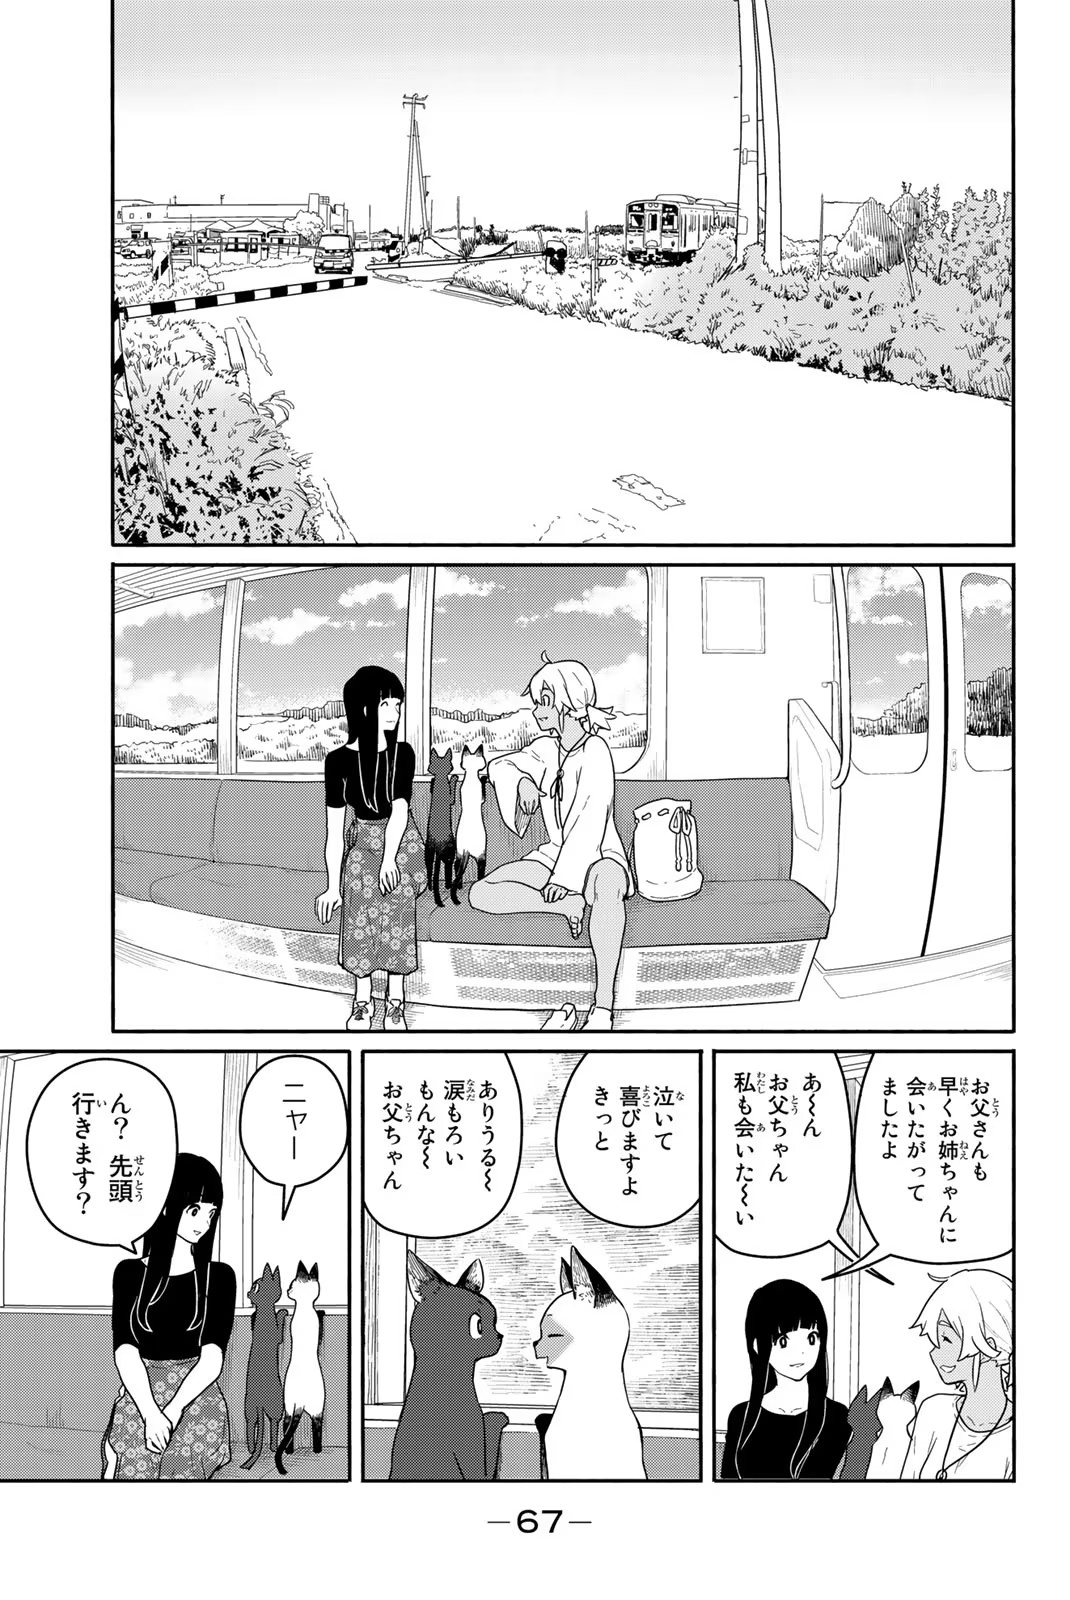 お父さんも
早くお姉ちゃんに
会いたがって
ましたよ
あ〜ん
お父ちゃん
私も会いた〜い
泣いて
喜びますよ
きっと
ありうる〜
涙もろい
もんな〜
お父ちゃん
ニャー
ん？先頭
行きます？
—67—